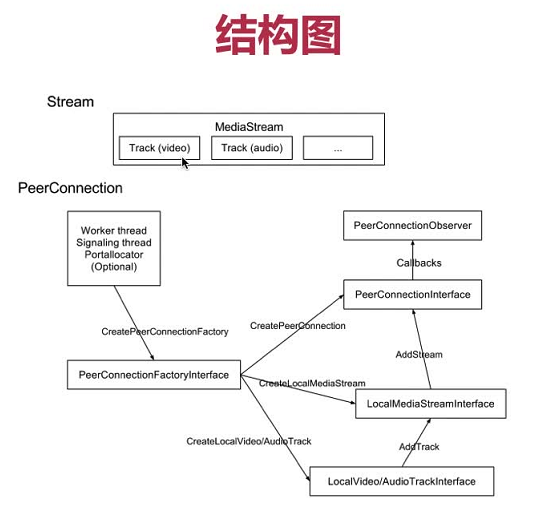 结构图
Stream
MediaStream
Track (video)
Track (audio)
...
PeerConnection
Worker thread
Signaling thread
Portallocator
(Optional)
PeerConnectionObserver
Callbacks
PeerConnectionInterface
CreatePeerConnectionFactory
CreatePeerConnection
AddStream
PeerConnectionFactoryInterface
CreateLocalMediaStream
LocalMediaStreamInterface
CreateLocalVideo/AudioTrack
AddTrack
LocalVideo/AudioTrackInterface